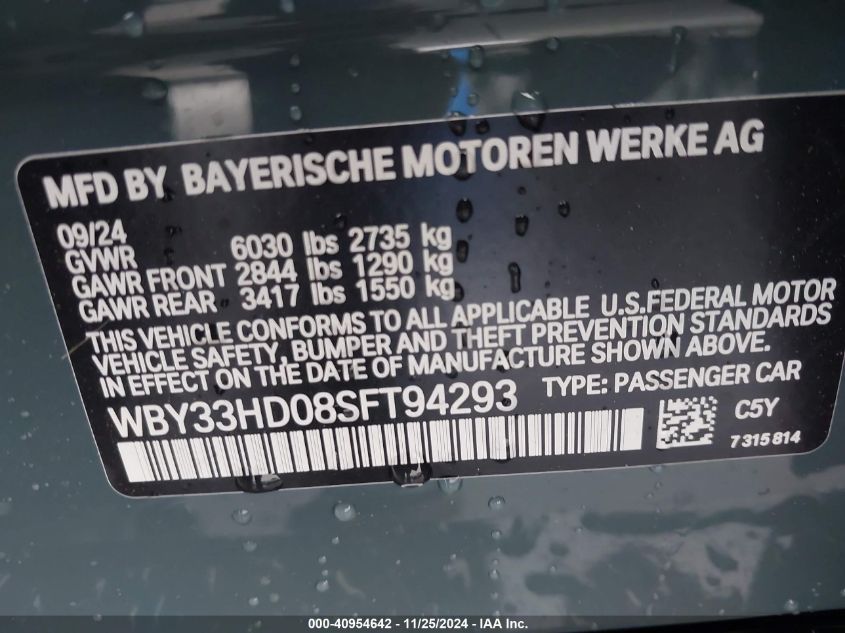 MFD BY BAYERISCHE MOTOREN WERKE AG
09/24
GVWR 6030 lbs 2735 kg
GAWR FRONT 2844 lbs 1290 kg
GAWR REAR 3417 lbs 1550 kg
THIS VEHICLE CONFORMS TO ALL APPLICABLE U.S.FEDERAL MOTOR
VEHICLE SAFETY, BUMPER AND THEFT PREVENTION STANDARDS
IN EFFECT ON THE DATE OF MANUFACTURE SHOWN ABOVE.
WBY33HD08SFT94293 TYPE: PASSENGER CAR
C5Y
7315814
000-40954642 - 11/25/2024 - IAA Inc.